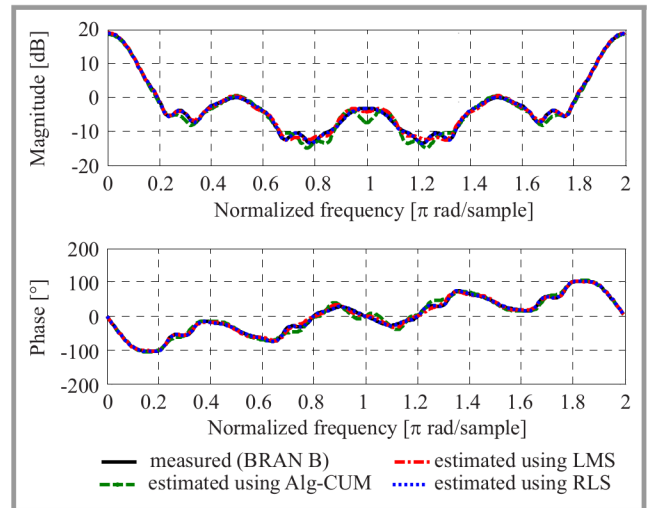 20
10
0
-10
-20
Magnitude [dB]
0 0.2 0.4 0.6 0.8 1 1.2 1.4 1.6 1.8 2
Normalized frequency [π rad/sample]
200
100
0
-100
-200
Phase [°]
0 0.2 0.4 0.6 0.8 1 1.2 1.4 1.6 1.8 2
Normalized frequency [π rad/sample]
measured (BRAN B) estimated using LMS
estimated using Alg-CUM estimated using RLS